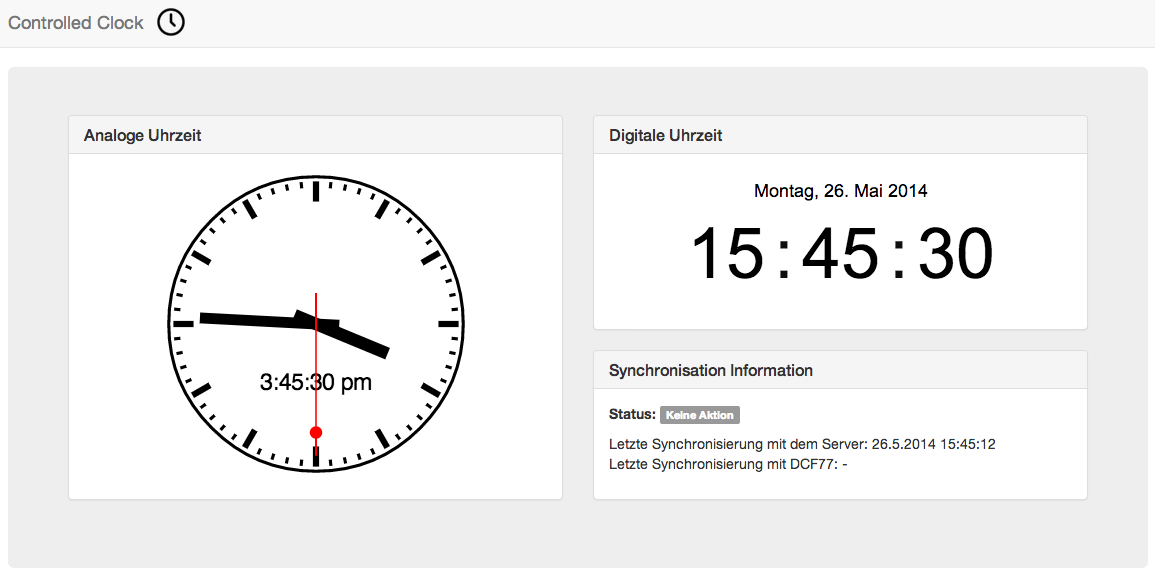 Controlled Clock
Analoge Uhrzeit
3:45:30 pm
Digitale Uhrzeit
Montag, 26. Mai 2014
15:45:30
Synchronisation Information
Status: Keine Aktion
Letzte Synchronisierung mit dem Server: 26.5.2014 15:45:12
Letzte Synchronisierung mit DCF77: -